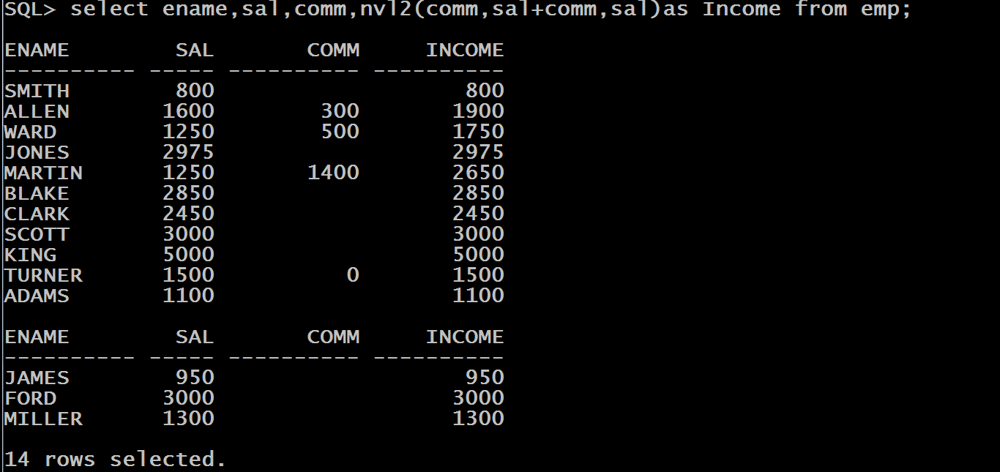 SQL> select ename,sal,comm,nvl2(comm,sal+comm,sal)as Income from emp;
ENAME        SAL       COMM     INCOME
---------- ----- ---------- ----------
SMITH        800                   800
ALLEN       1600        300       1900
WARD        1250        500       1750
JONES       2975                  2975
MARTIN      1250       1400       2650
BLAKE       2850                  2850
CLARK       2450                  2450
SCOTT       3000                  3000
KING        5000                  5000
TURNER      1500          0       1500
ADAMS       1100                  1100
ENAME        SAL       COMM     INCOME
---------- ----- ---------- ----------
JAMES        950                   950
FORD        3000                  3000
MILLER      1300                  1300
14 rows selected.